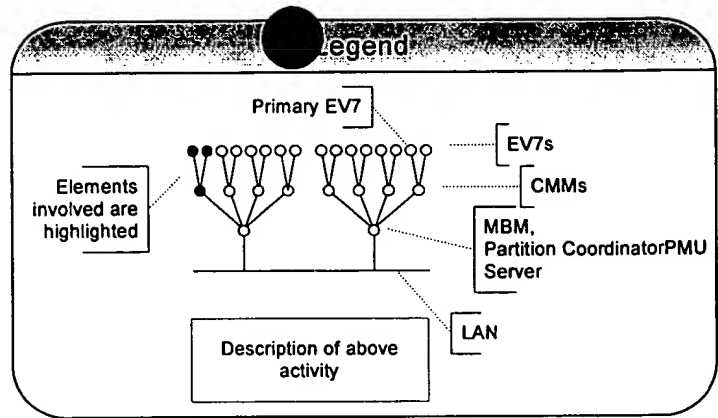 Legend
Primary EV7
EV7s
CMMs
Elements
involved are
highlighted
MBM,
Partition CoordinatorPMU
Server
LAN
Description of above
activity